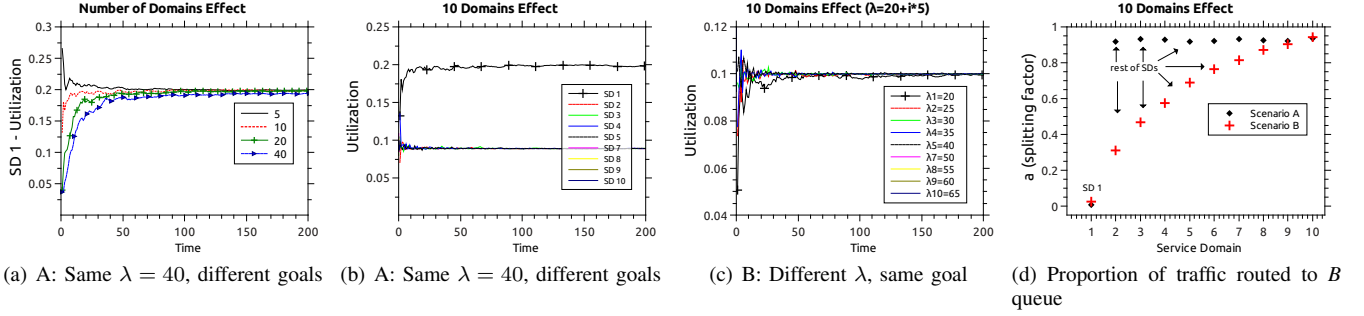 Number of Domains Effect
0.3
0.25
0.2
0.15
0.1
0.05
SD 1 - Utilization
5
10
20
40
0 50 100 150 200
Time
(a) A: Same λ = 40, different goals
10 Domains Effect
0.25
0.2
0.15
0.1
0.05
Utilization
SD 1
SD 2
SD 3
SD 4
SD 5
SD 7
SD 8
SD 9
SD 10
0 50 100 150 200
Time
(b) A: Same λ = 40, different goals
10 Domains Effect (λ=20+i*5)
0.12
0.1
0.08
0.06
0.04
Utilization
λ1=20
λ2=25
λ3=30
λ4=35
λ5=40
λ7=50
λ8=55
λ9=60
λ10=65
0 50 100 150 200
Time
(c) B: Different λ, same goal
10 Domains Effect
1
0.8
0.6
0.4
0.2
0
a (splitting factor)
rest of SDs
Scenario A
Scenario B
SD 1
1 2 3 4 5 6 7 8 9 10
Service Domain
(d) Proportion of traffic routed to B
queue